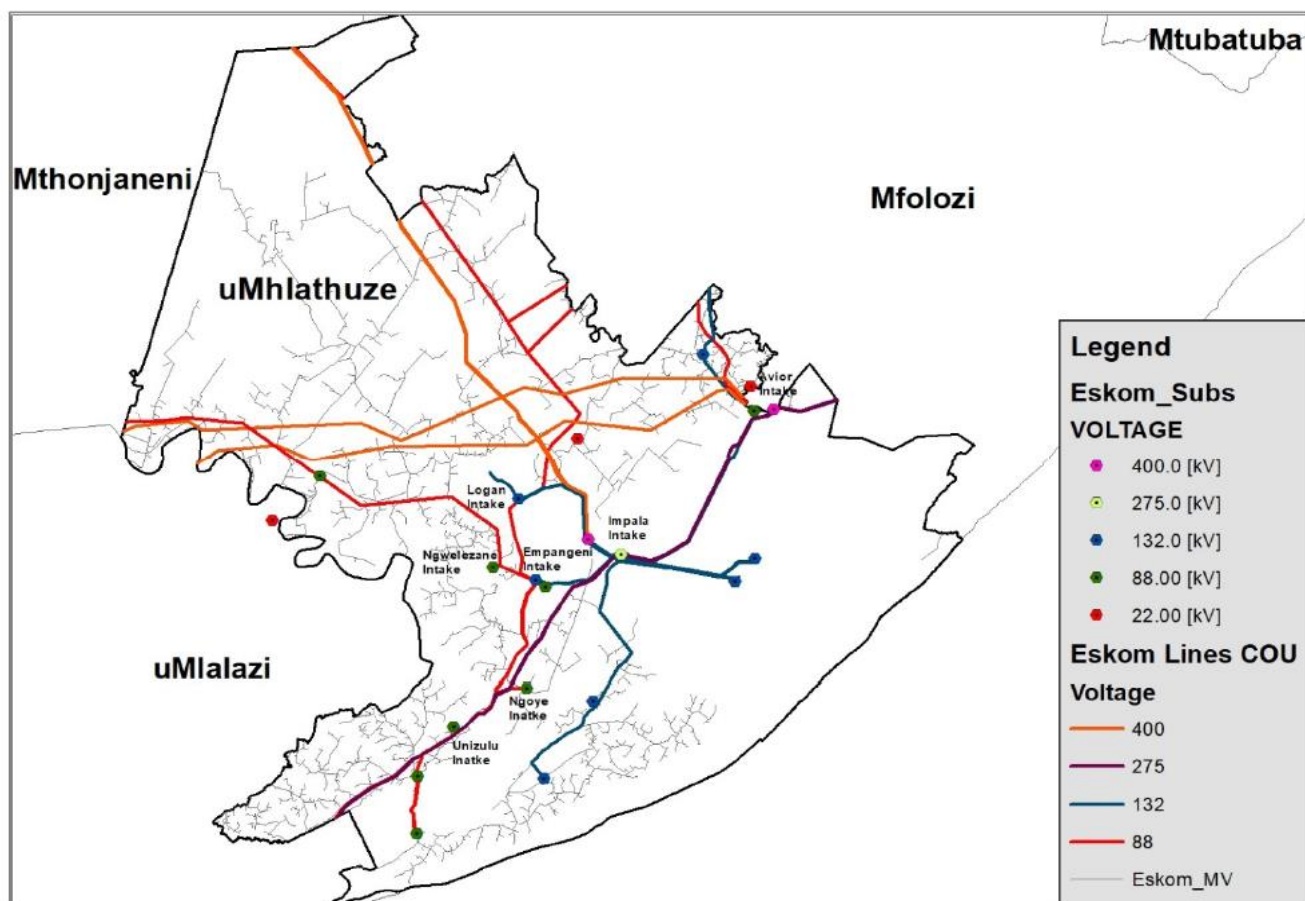 Mtubatuba
Mthonjaneni
Mfolozi
uMhlathuze
Avior
Intake
Logan
Intake
Impala
Intake
Ngwelezane
Intake
Empangeni
Intake
uMlalazi
Ngoye
Inatke
Unizulu
Inatke
Legend
Eskom_Subs
VOLTAGE
400.0 [kV]
275.0 [kV]
132.0 [kV]
88.00 [kV]
22.00 [kV]
Eskom Lines COU
Voltage
400
275
132
88
Eskom_MV